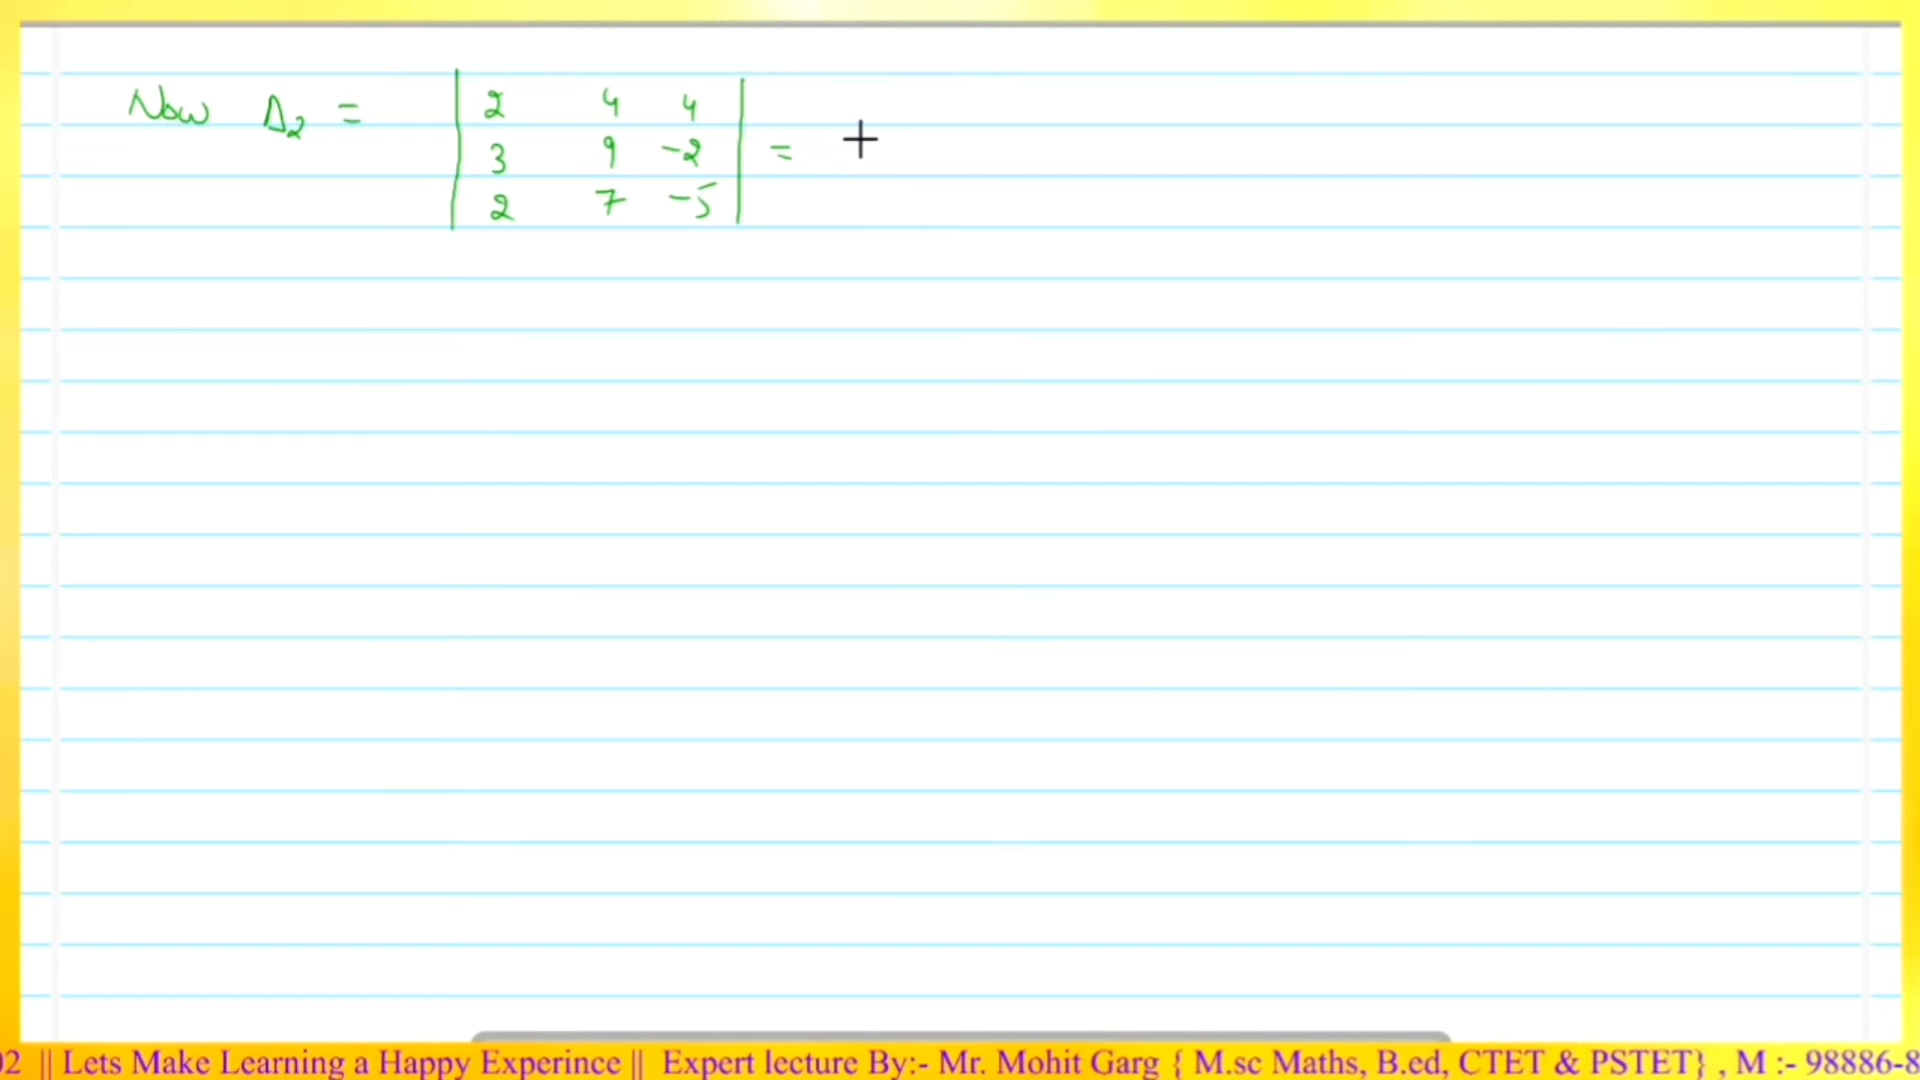 Now Δ₂ = | 2 4 4 |
| 3 9 -2 | =
| 2 7 -5 |
02 || Lets Make Learning a Happy Experince || Expert lecture By:- Mr. Mohit Garg { M.sc Maths, B.ed, CTET & PSTET} , M :- 98886-8